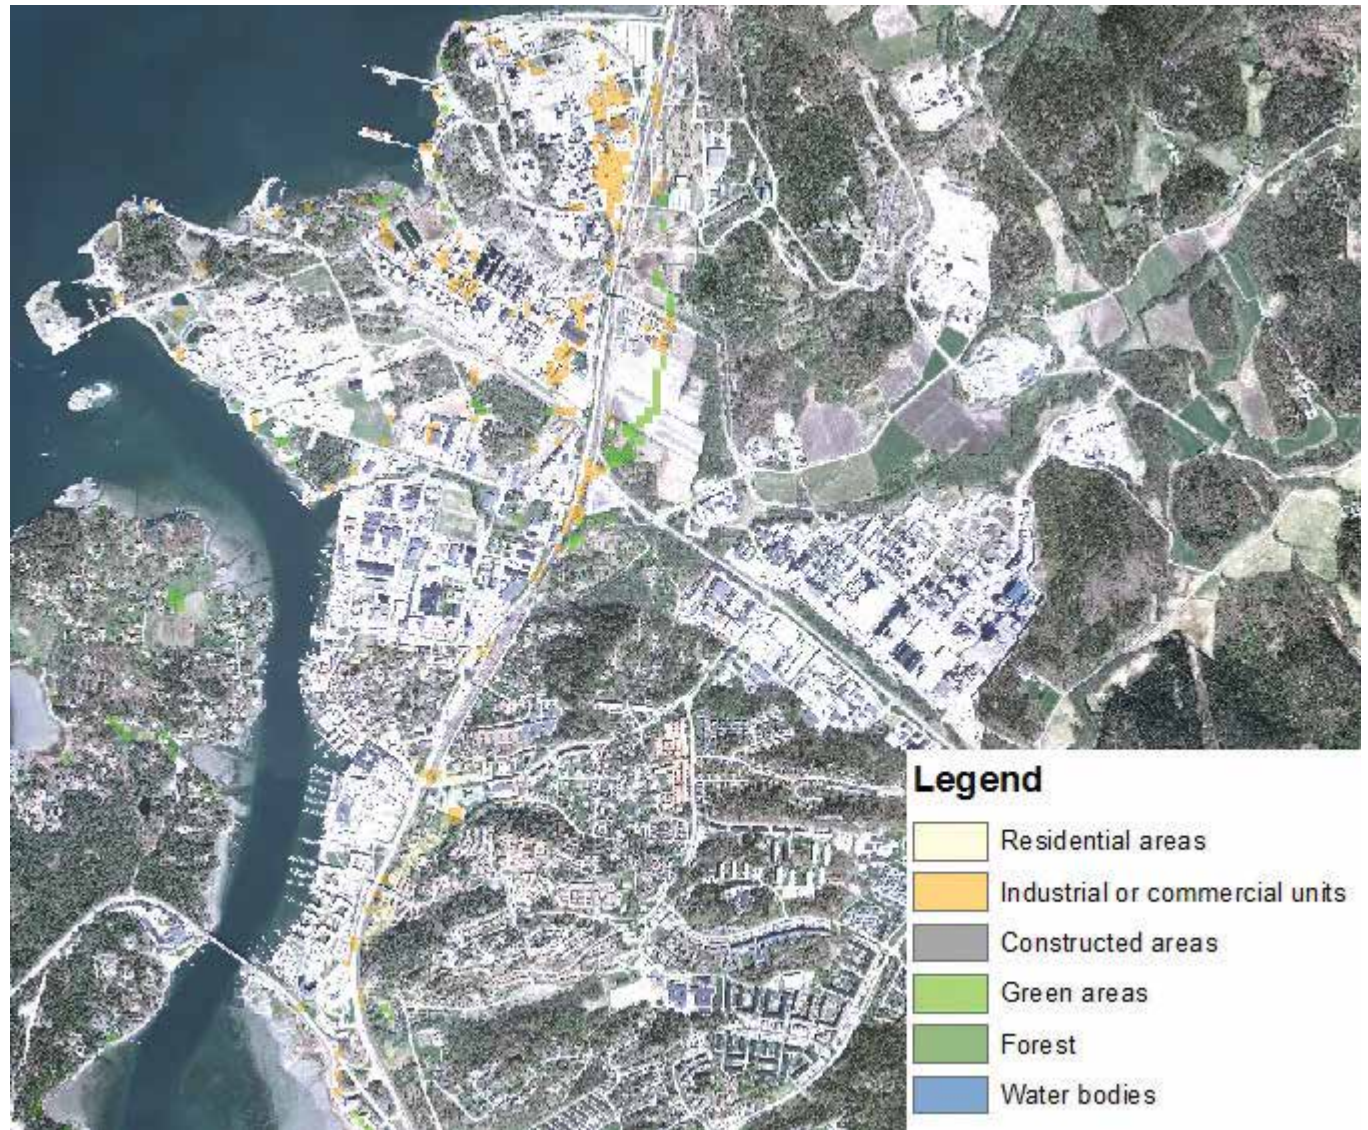 Legend
Residential areas
Industrial or commercial units
Constructed areas
Green areas
Forest
Water bodies